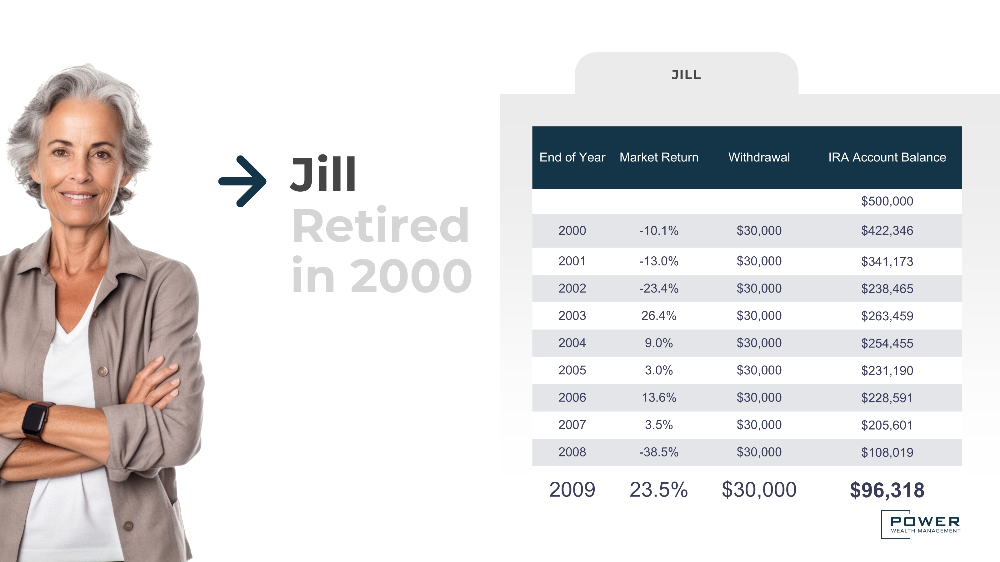 Jill
Retired
in 2000
JILL
End of Year Market Return Withdrawal IRA Account Balance
$500,000
2000 -10.1% $30,000 $422,346
2001 -13.0% $30,000 $341,173
2002 -23.4% $30,000 $238,465
2003 26.4% $30,000 $263,459
2004 9.0% $30,000 $254,455
2005 3.0% $30,000 $231,190
2006 13.6% $30,000 $228,591
2007 3.5% $30,000 $205,601
2008 -38.5% $30,000 $108,019
2009 23.5% $30,000 $96,318
POWER
WEALTH MANAGEMENT